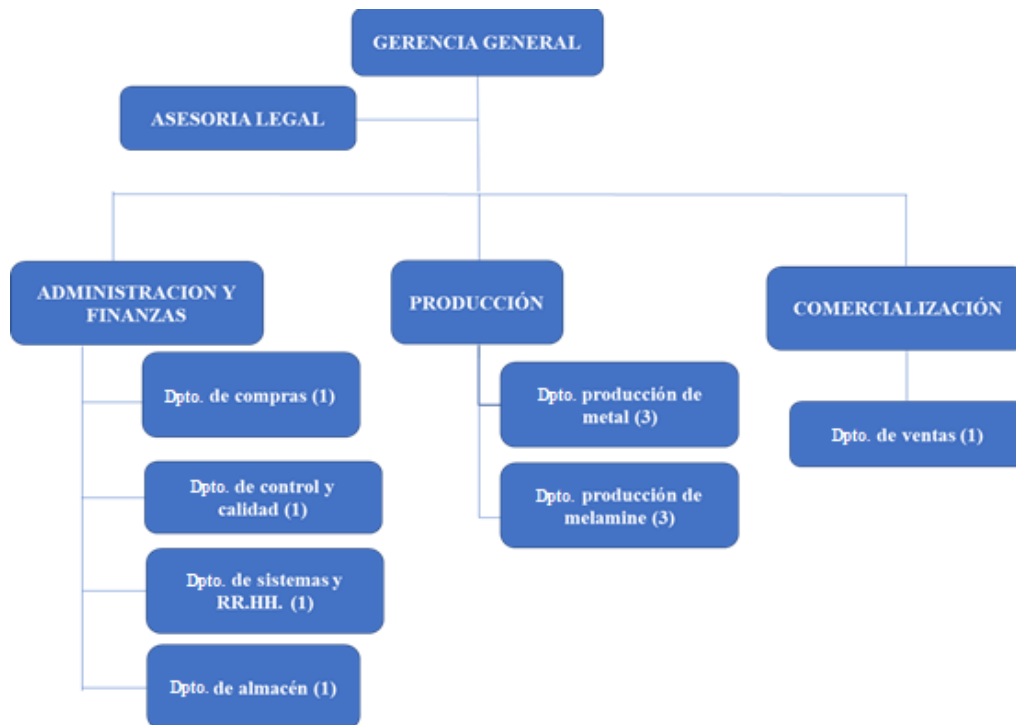 GERENCIA GENERAL
ASESORIA LEGAL
ADMINISTRACION Y
FINANZAS
Dpto. de compras (1)
Dpto. de control y
calidad (1)
Dpto. de sistemas y
RR.HH. (1)
Dpto. de almacén (1)
PRODUCCIÓN
Dpto. producción de
metal (3)
Dpto. producción de
melamine (3)
COMERCIALIZACIÓN
Dpto. de ventas (1)